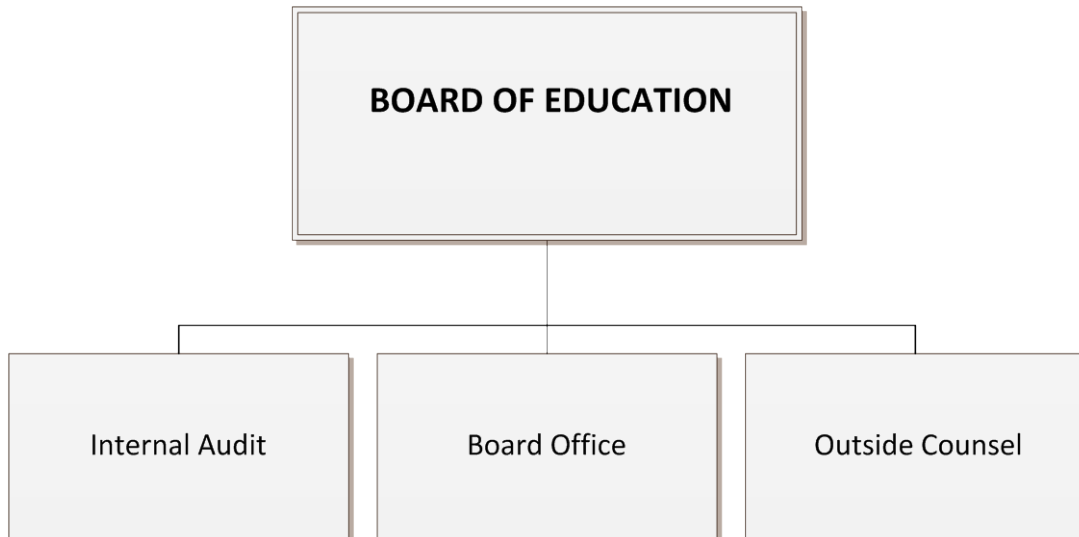 BOARD OF EDUCATION
Internal Audit
Board Office
Outside Counsel